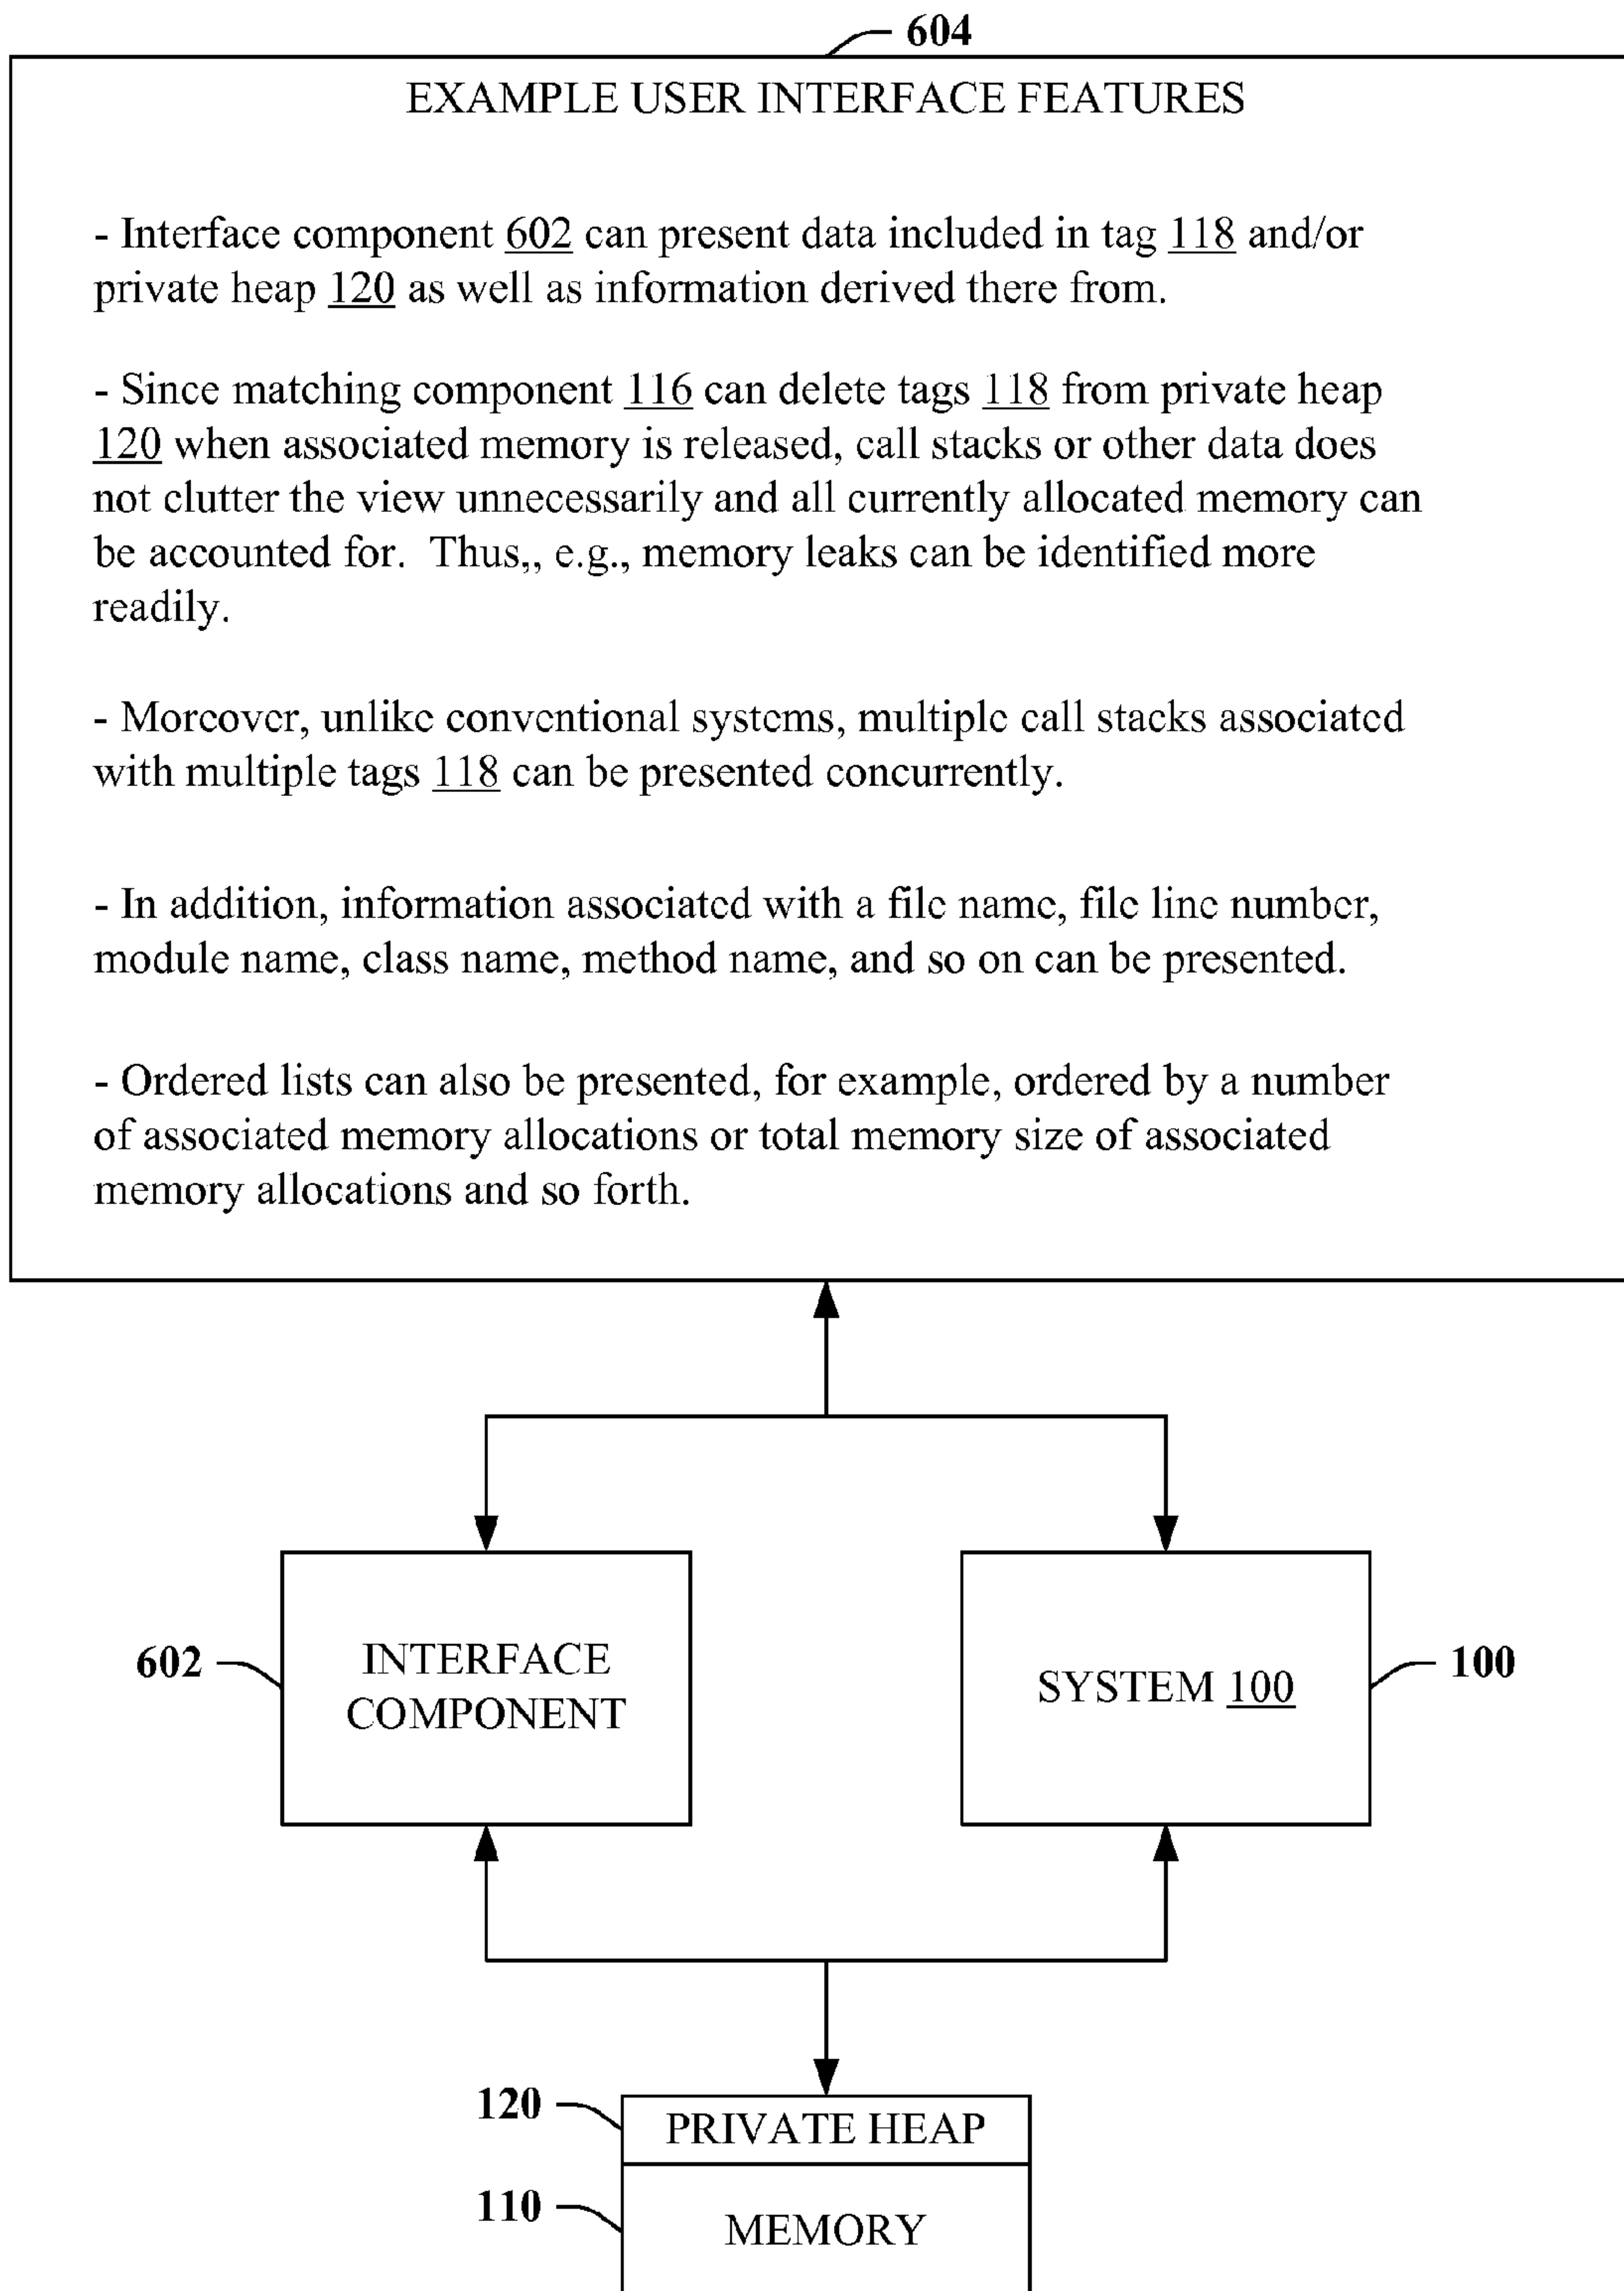 604
EXAMPLE USER INTERFACE FEATURES
- Interface component 602 can present data included in tag 118 and/or
private heap 120 as well as information derived there from.
- Since matching component 116 can delete tags 118 from private heap
120 when associated memory is released, call stacks or other data does
not clutter the view unnecessarily and all currently allocated memory can
be accounted for.  Thus,, e.g., memory leaks can be identified more
readily.
- Moreover, unlike conventional systems, multiple call stacks associated
with multiple tags 118 can be presented concurrently.
- In addition, information associated with a file name, file line number,
module name, class name, method name, and so on can be presented.
- Ordered lists can also be presented, for example, ordered by a number
of associated memory allocations or total memory size of associated
memory allocations and so forth.
602
INTERFACE
COMPONENT
SYSTEM 100
100
120
PRIVATE HEAP
110
MEMORY